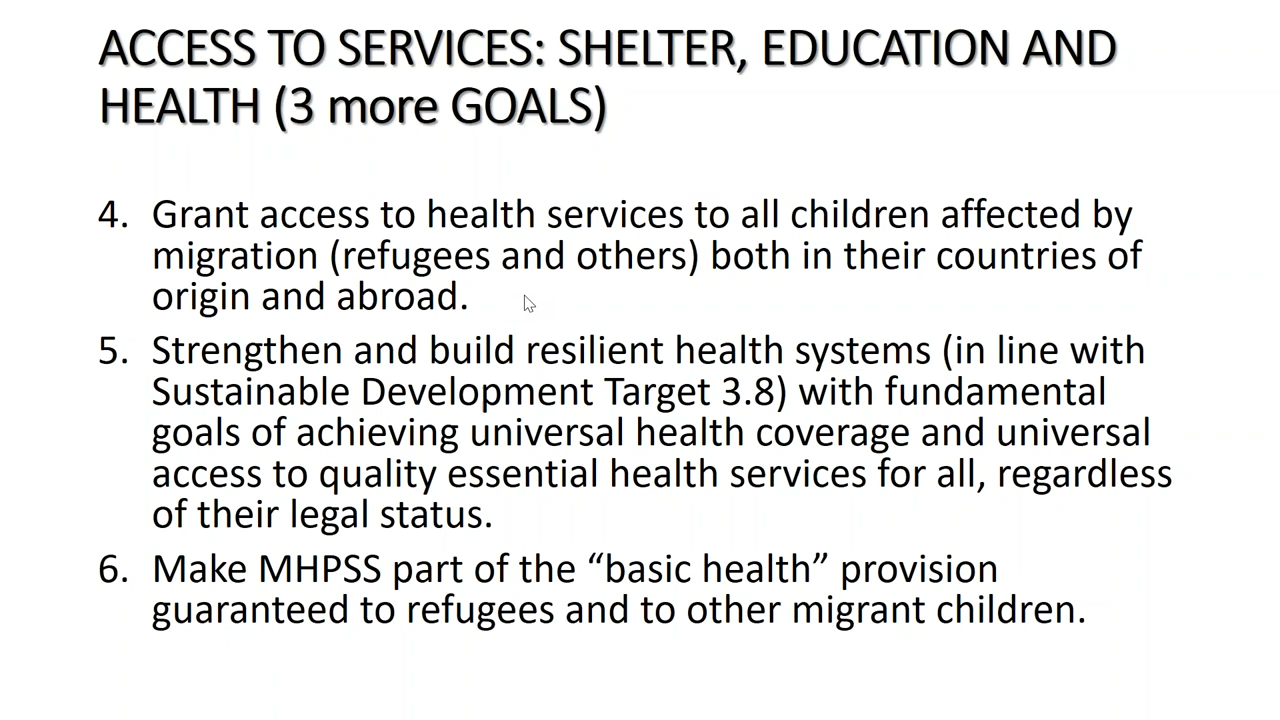 ACCESS TO SERVICES: SHELTER, EDUCATION AND
HEALTH (3 more GOALS)
4. Grant access to health services to all children affected by
migration (refugees and others) both in their countries of
origin and abroad.
5. Strengthen and build resilient health systems (in line with
Sustainable Development Target 3.8) with fundamental
goals of achieving universal health coverage and universal
access to quality essential health services for all, regardless
of their legal status.
6. Make MHPSS part of the “basic health” provision
guaranteed to refugees and to other migrant children.